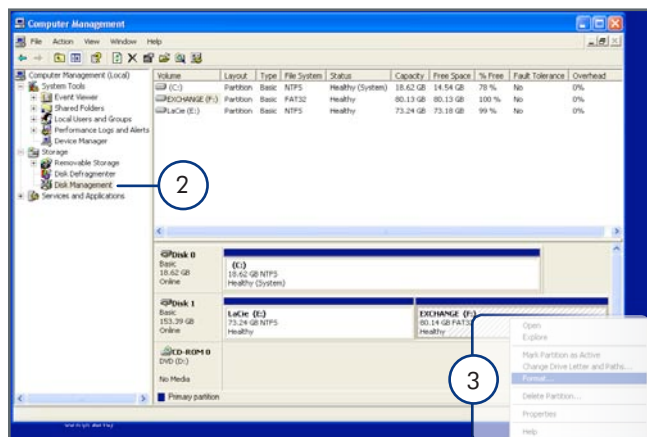 Computer Management
File Action View Window Help
Computer Management (Local)
System Tools
Event Viewer
Shared Folders
Local Users and Groups
Performance Logs and Alerts
Device Manager
Storage
Removable Storage
Disk Defragmenter
Disk Management
Services and Applications
2
Volume Layout Type File System Status Capacity Free Space % Free Fault Tolerance Overhead
(C:) Partition Basic NTFS Healthy (System) 18.62 GB 14.54 GB 78 % No 0%
EXCHANGE (F:) Partition Basic FAT32 Healthy 80.13 GB 80.13 GB 100 % No 0%
LaCie (E:) Partition Basic NTFS Healthy 73.24 GB 73.18 GB 99 % No 0%
Disk 0
Basic
18.62 GB
Online
(C:)
18.62 GB NTFS
Healthy (System)
Disk 1
Basic
153.39 GB
Online
LaCie (E:)
73.24 GB NTFS
Healthy
EXCHANGE (F:)
80.14 GB FAT32
Healthy
CD-ROM 0
DVD (D:)
No Media
Primary partition
3
Open
Explore
Mark Partition as Active
Change Drive Letter and Paths...
Format...
Delete Partition...
Properties
Help